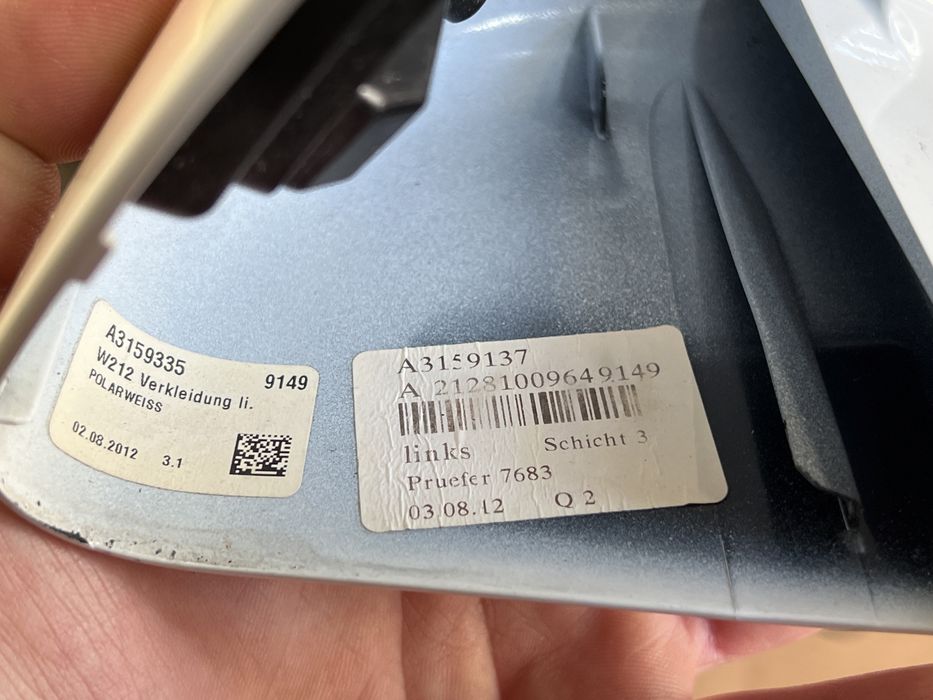 A3159335
9149
W212 Verkleidung li.
POLARWEISS
02.08.2012 3.1
A3159137
A 21281009649149
links Schicht 3
Pruefer 7683
03.08.12 Q 2